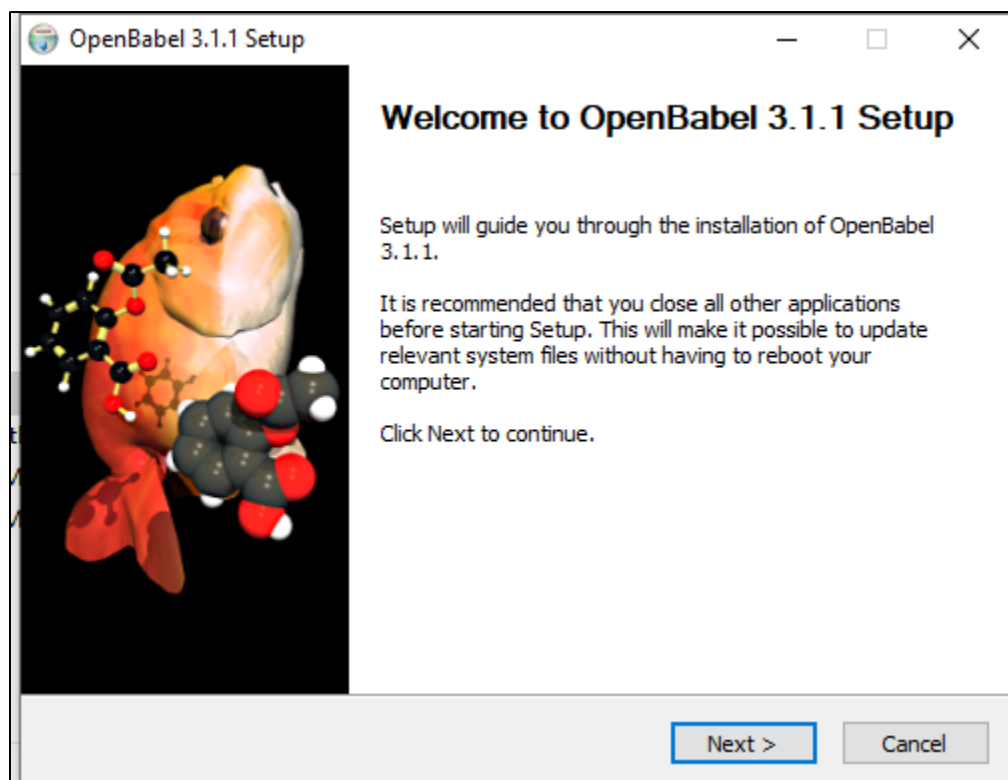 OpenBabel 3.1.1 Setup
Welcome to OpenBabel 3.1.1 Setup
Setup will guide you through the installation of OpenBabel
3.1.1.
It is recommended that you close all other applications
before starting Setup. This will make it possible to update
relevant system files without having to reboot your
computer.
Click Next to continue.
Next >
Cancel